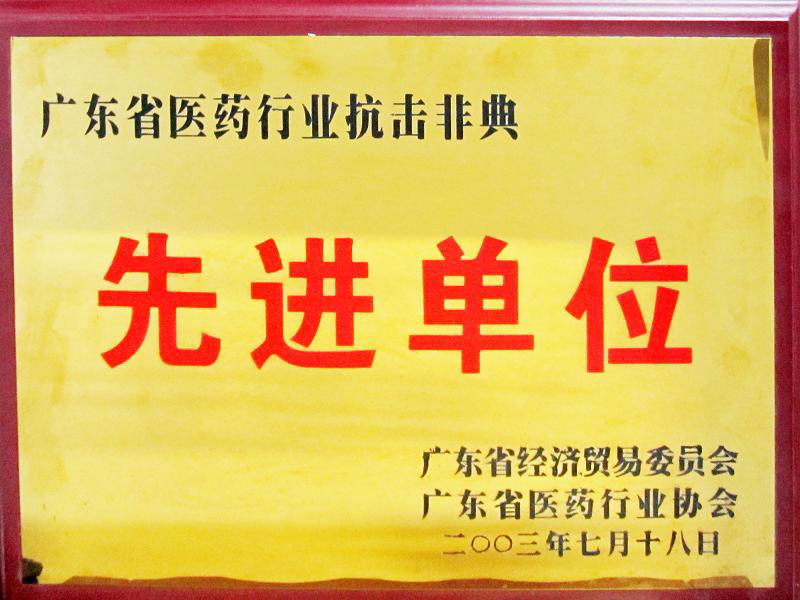 广东省医药行业抗击非典
先进单位
广东省经济贸易委员会
广东省医药行业协会
二〇〇三年七月十八日